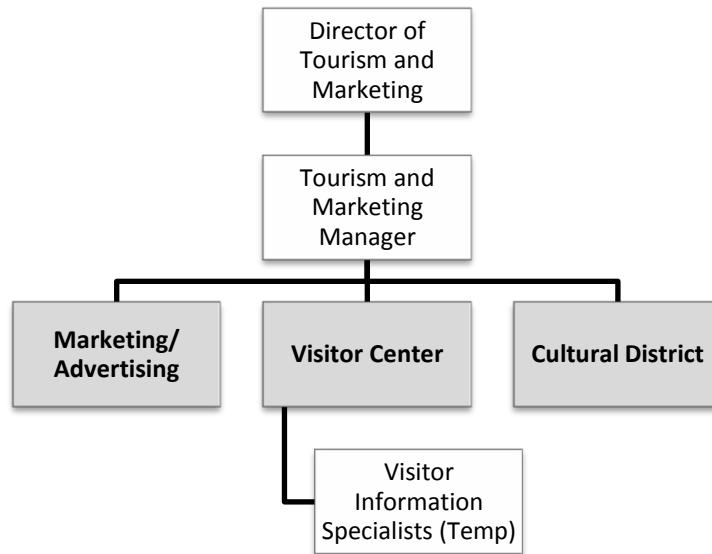 Director of
Tourism and
Marketing
Tourism and
Marketing
Manager
Marketing/
Advertising
Visitor Center
Cultural District
Visitor
Information
Specialists (Temp)